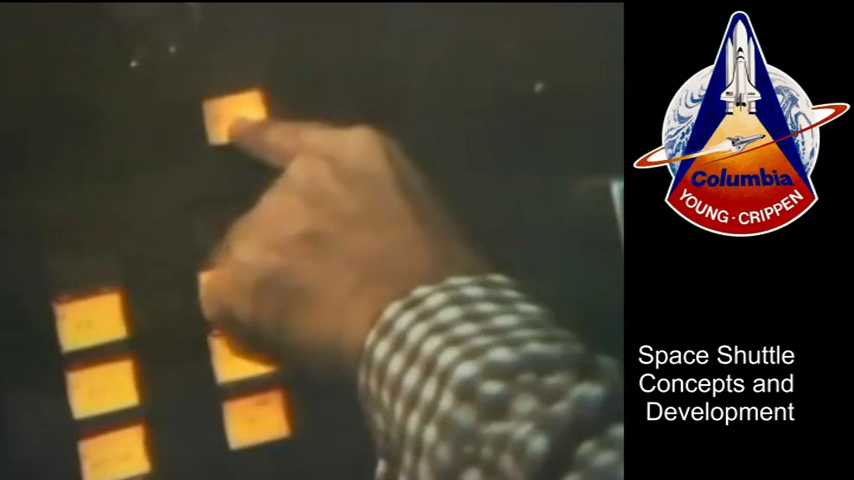 Columbia
YOUNG · CRIPPEN
Space Shuttle
Concepts and
Development